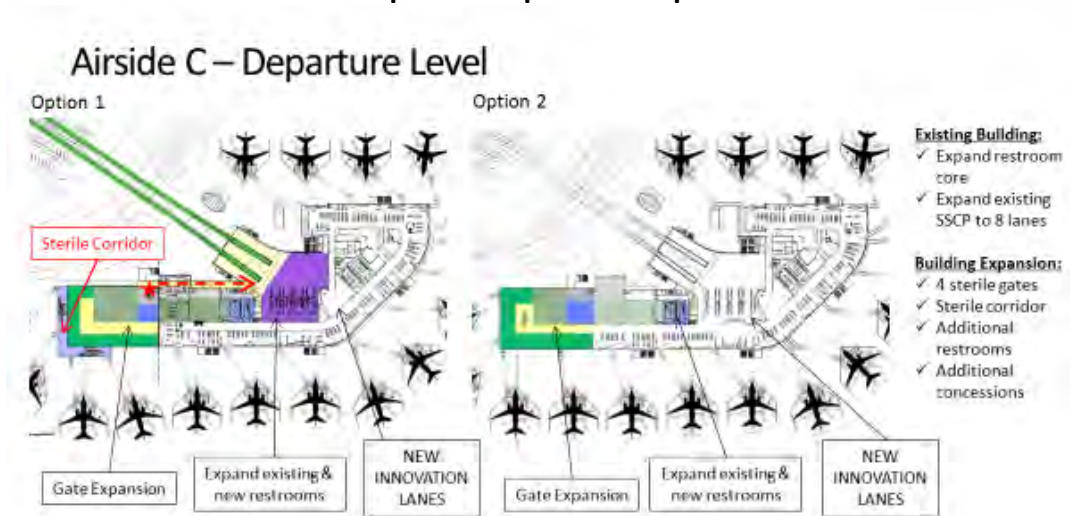 Airside C – Departure Level
Option 1
Option 2
Sterile Corridor
Gate Expansion
Expand existing &
new restrooms
NEW
INNOVATION
LANES
Gate Expansion
Expand existing &
new restrooms
NEW
INNOVATION
LANES
Existing Building:
✓ Expand restroom
core
✓ Expand existing
SSCP to 8 lanes
Building Expansion:
✓ 4 sterile gates
✓ Sterile corridor
✓ Additional
restrooms
✓ Additional
concessions